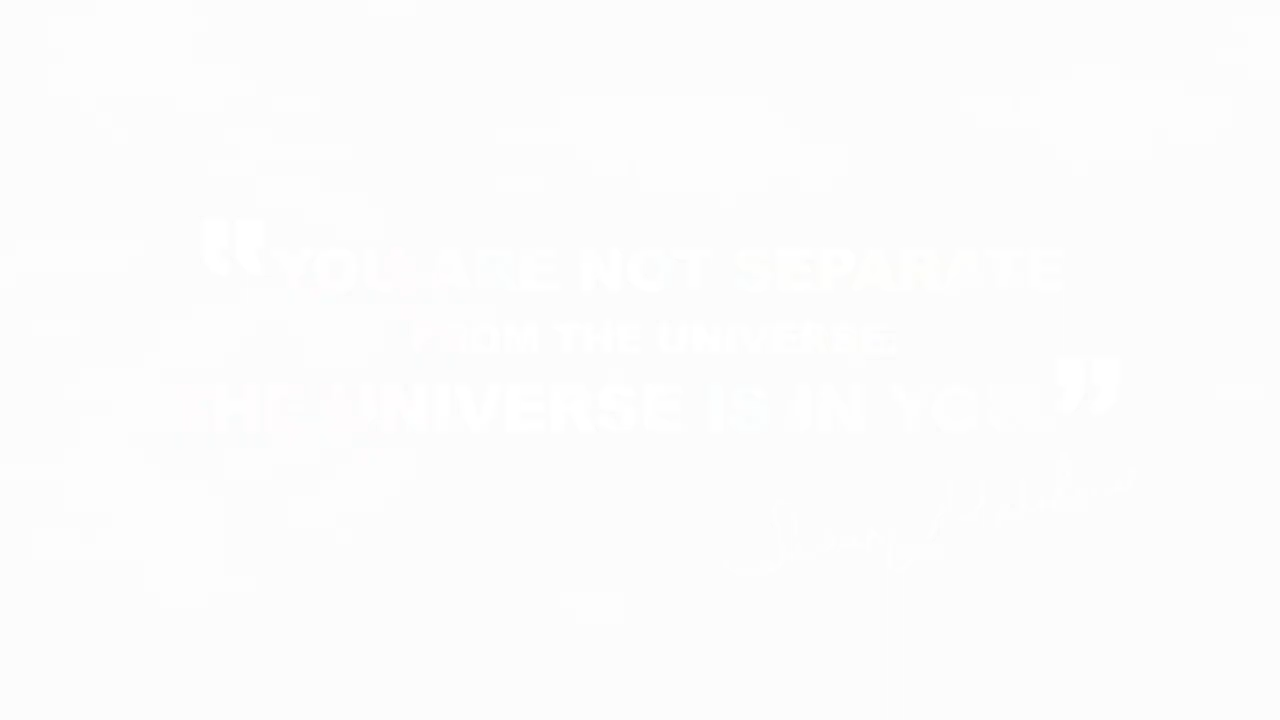 “YOU ARE NOT SEPARATE
FROM THE UNIVERSE;
THE UNIVERSE IS IN YOU”